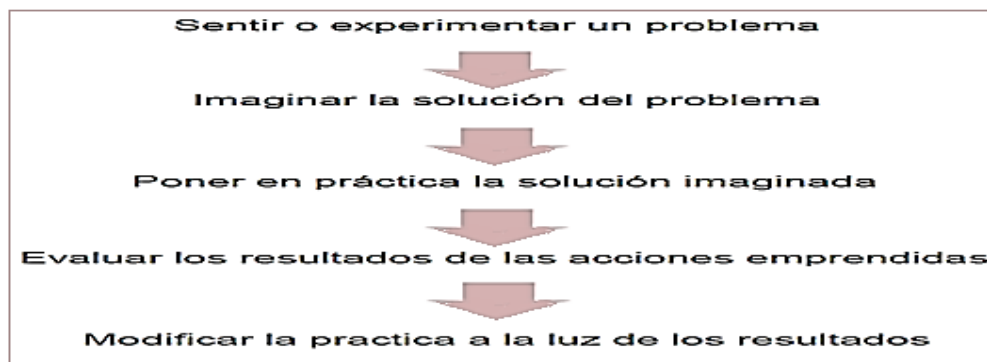 Sentir o experimentar un problema
Imaginar la solución del problema
Poner en práctica la solución imaginada
Evaluar los resultados de las acciones emprendidas
Modificar la practica a la luz de los resultados